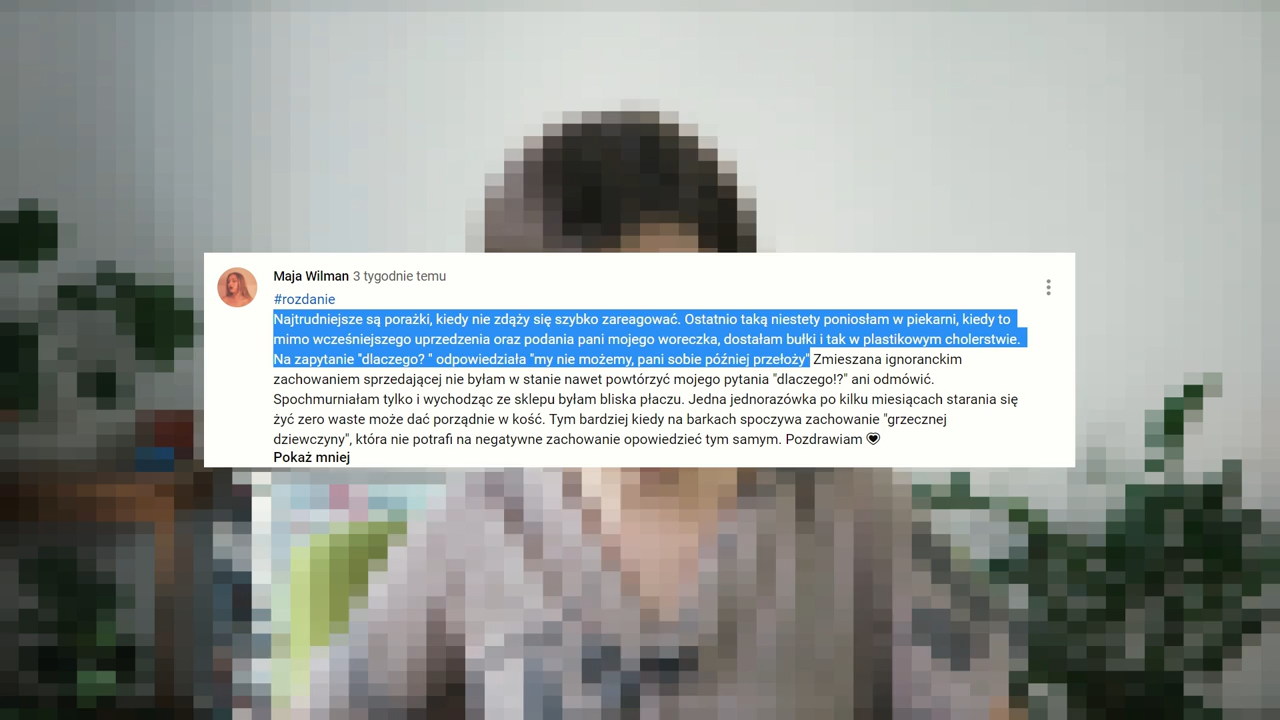 Maja Wilman 3 tygodnie temu
#rozdanie
Najtrudniejsze są porażki, kiedy nie zdąży się szybko zareagować. Ostatnio taką niestety poniosłam w piekarni, kiedy to
mimo wcześniejszego uprzedzenia oraz podania pani mojego woreczka, dostałam bułki i tak w plastikowym cholerstwie.
Na zapytanie "dlaczego? " odpowiedziała "my nie możemy, pani sobie później przełoży" Zmieszana ignoranckim
zachowaniem sprzedającej nie byłam w stanie nawet powtórzyć mojego pytania "dlaczego!?" ani odmówić.
Spochmurniałam tylko i wychodząc ze sklepu byłam bliska płaczu. Jedna jednorazówka po kilku miesiącach starania się
żyć zero waste może dać porządnie w kość. Tym bardziej kiedy na barkach spoczywa zachowanie "grzecznej
dziewczyny", która nie potrafi na negatywne zachowanie opowiedzieć tym samym. Pozdrawiam 🖤
Pokaż mniej